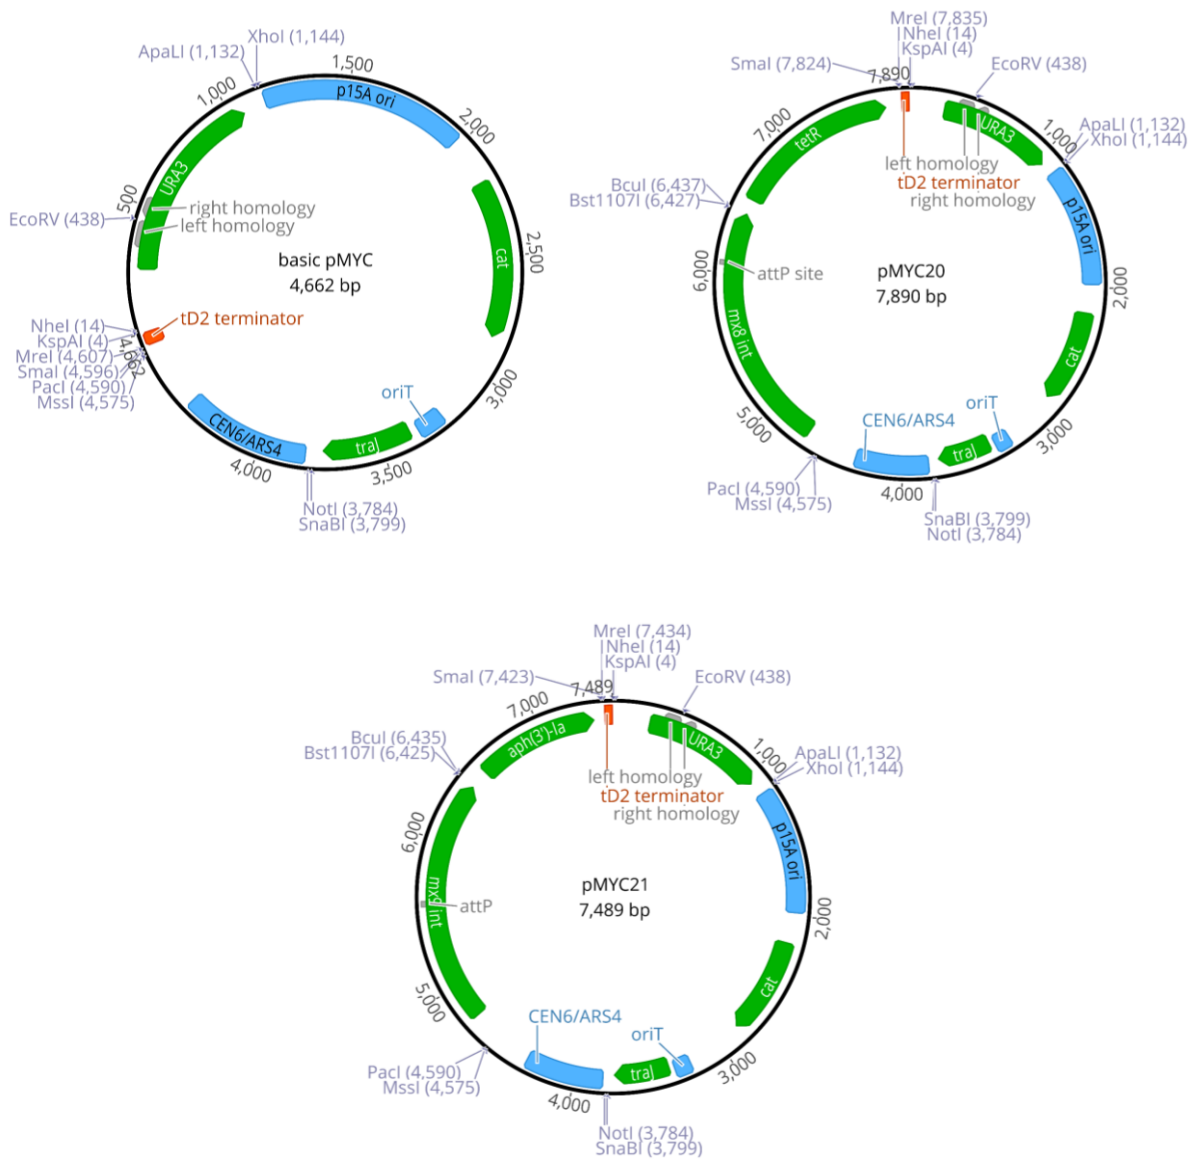 XhoI (1,144)
ApaLI (1,132)
1,500
1,000
p15A ori
2,000
URA3
500
EcoRV (438)
right homology
left homology
cat
2,500
basic pMYC
4,662 bp
tD2 terminator
NheI (14)
KspAI (4)
MreI (4,607)
4,662
SmaI (4,596)
PacI (4,590)
MssI (4,575)
3,000
oriT
CEN6/ARS4
traJ
4,000
3,500
NotI (3,784)
SnaBI (3,799)
MreI (7,835)
NheI (14)
KspAI (4)
SmaI (7,824)
7,890
EcoRV (438)
7,000
tetR
URA3
1,000
ApaLI (1,132)
XhoI (1,144)
left homology
tD2 terminator
right homology
BcuI (6,437)
Bst1107I (6,427)
p15A ori
6,000
attP site
pMYC20
7,890 bp
2,000
mx8 int
cat
5,000
CEN6/ARS4
oriT
traJ
3,000
PacI (4,590)
MssI (4,575)
4,000
SnaBI (3,799)
NotI (3,784)
MreI (7,434)
NheI (14)
KspAI (4)
SmaI (7,423)
7,489
EcoRV (438)
7,000
aph(3')-Ia
URA3
1,000
BcuI (6,435)
Bst1107I (6,425)
ApaLI (1,132)
XhoI (1,144)
left homology
tD2 terminator
right homology
6,000
p15A ori
mx9 int
attP
pMYC21
7,489 bp
2,000
cat
5,000
CEN6/ARS4
oriT
traJ
3,000
PacI (4,590)
MssI (4,575)
4,000
NotI (3,784)
SnaBI (3,799)